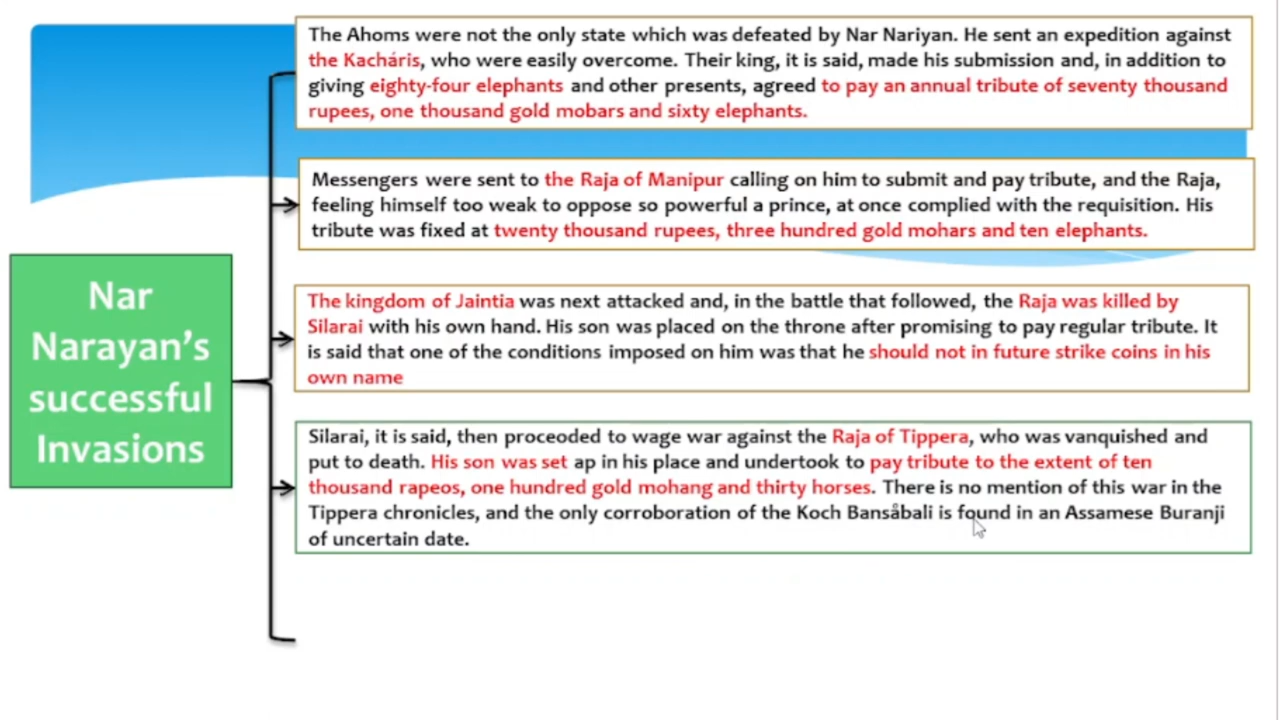 The Ahoms were not the only state which was defeated by Nar Nariyan. He sent an expedition against
the Kacháris, who were easily overcome. Their king, it is said, made his submission and, in addition to
giving eighty-four elephants and other presents, agreed to pay an annual tribute of seventy thousand
rupees, one thousand gold mobars and sixty elephants.
Messengers were sent to the Raja of Manipur calling on him to submit and pay tribute, and the Raja,
feeling himself too weak to oppose so powerful a prince, at once complied with the requisition. His
tribute was fixed at twenty thousand rupees, three hundred gold mohars and ten elephants.
Nar
Narayan's
successful
Invasions
The kingdom of Jaintia was next attacked and, in the battle that followed, the Raja was killed by
Silarai with his own hand. His son was placed on the throne after promising to pay regular tribute. It
is said that one of the conditions imposed on him was that he should not in future strike coins in his
own name
Silarai, it is said, then proceoded to wage war against the Raja of Tippera, who was vanquished and
put to death. His son was set ap in his place and undertook to pay tribute to the extent of ten
thousand rapeos, one hundred gold mohang and thirty horses. There is no mention of this war in the
Tippera chronicles, and the only corroboration of the Koch Bansåbali is found in an Assamese Buranji
of uncertain date.